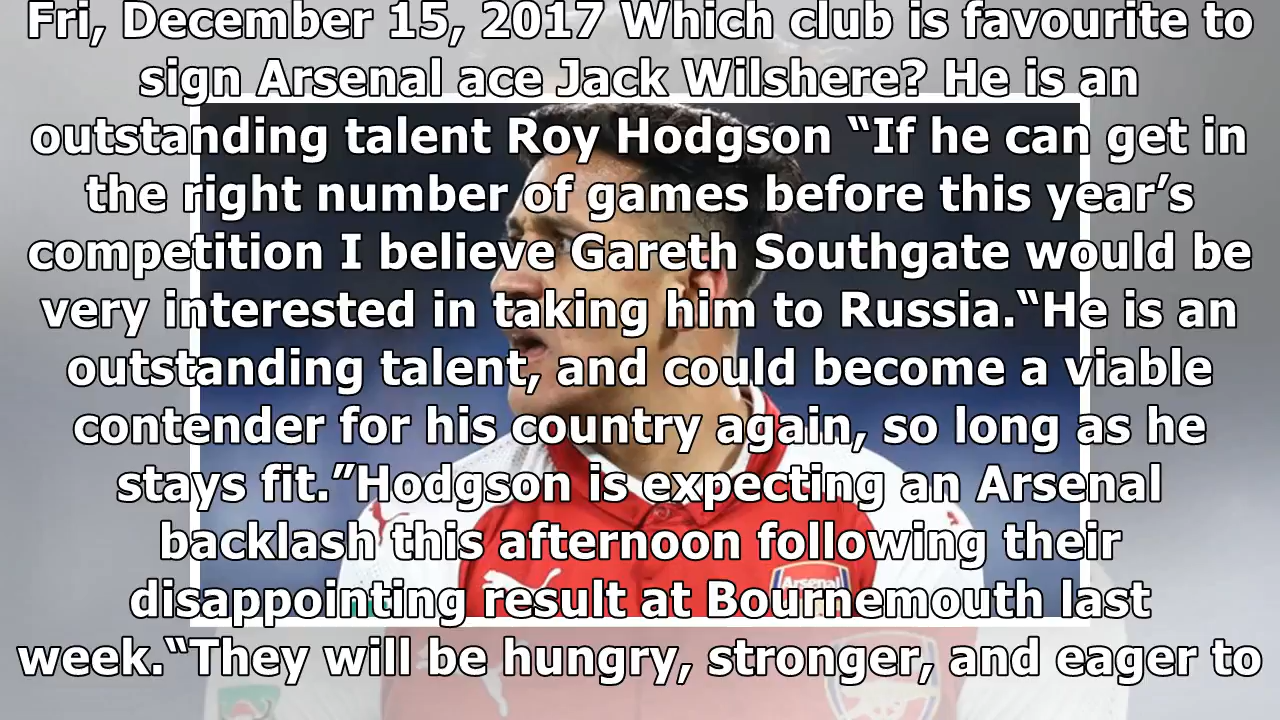 Fri, December 15, 2017 Which club is favourite to
sign Arsenal ace Jack Wilshere? He is an
outstanding talent Roy Hodgson “If he can get in
the right number of games before this year’s
competition I believe Gareth Southgate would be
very interested in taking him to Russia.“He is an
outstanding talent, and could become a viable
contender for his country again, so long as he
stays fit.”Hodgson is expecting an Arsenal
backlash this afternoon following their
disappointing result at Bournemouth last
week.“They will be hungry, stronger, and eager to
Arsenal